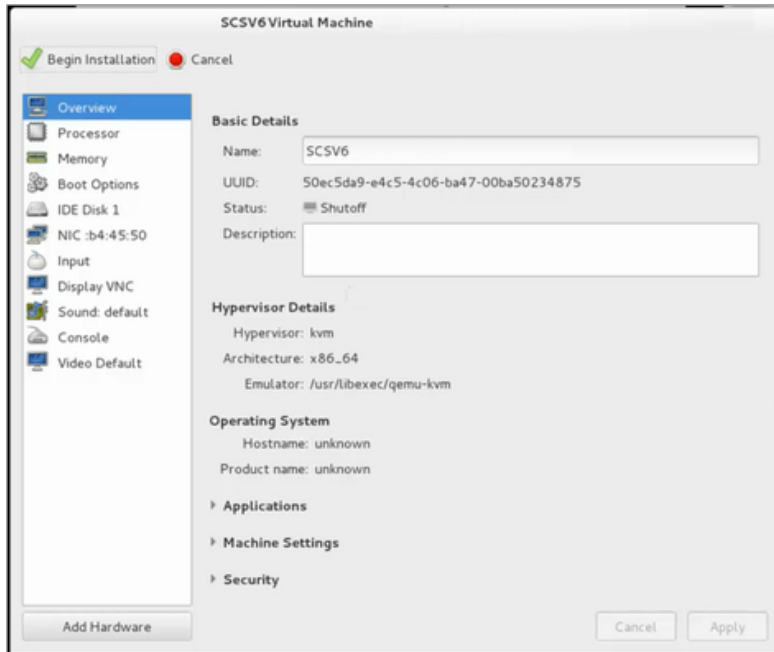 SCSV6 Virtual Machine
Begin Installation Cancel
Overview
Processor
Memory
Boot Options
IDE Disk 1
NIC :b4:45:50
Input
Display VNC
Sound: default
Console
Video Default
Add Hardware
Basic Details
Name: SCSV6
UUID: 50ec5da9-e4c5-4c06-ba47-00ba50234875
Status: Shutoff
Description:
Hypervisor Details
Hypervisor: kvm
Architecture: x86_64
Emulator: /usr/libexec/qemu-kvm
Operating System
Hostname: unknown
Product name: unknown
Applications
Machine Settings
Security
Cancel Apply